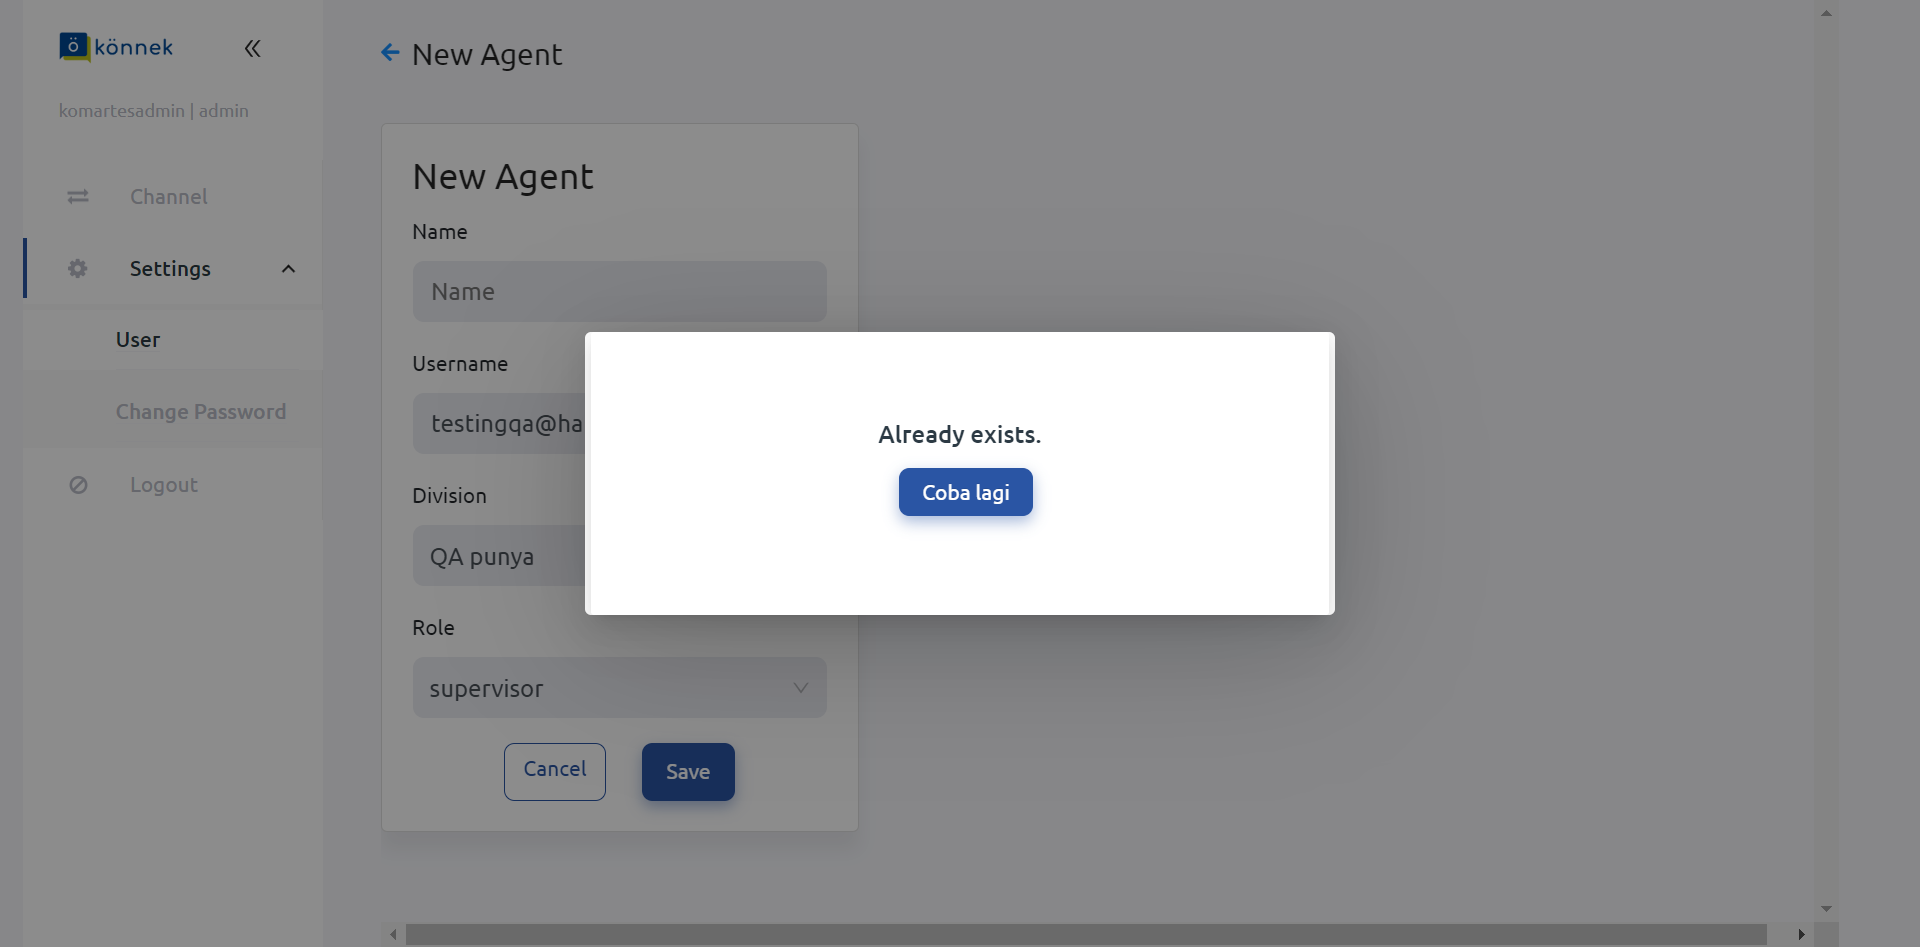 könnek
komartesadmin | admin
Channel
Settings
User
Change Password
Logout
New Agent
New Agent
Name
Name
Username
testingqa@ha
Division
QA punya
Role
supervisor
Cancel
Save
Already exists.
Coba lagi